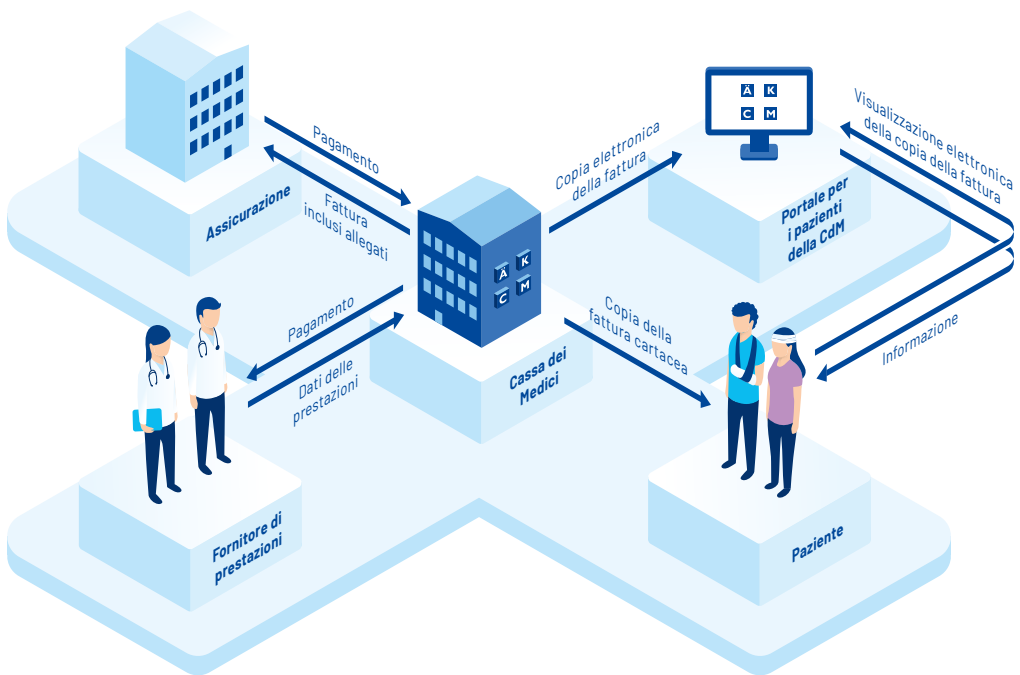 Pagamento
Fattura
inclusi allegati
Assicurazione
Copia elettronica
della fattura
Ä K
C M
Visualizzazione elettronica
della copia della fattura
Portale per
i pazienti
della CdM
Ä K
C M
Pagamento
Dati delle
prestazioni
Cassa dei
Medici
Copia della
fattura cartacea
Informazione
Fornitore di
prestazioni
Paziente